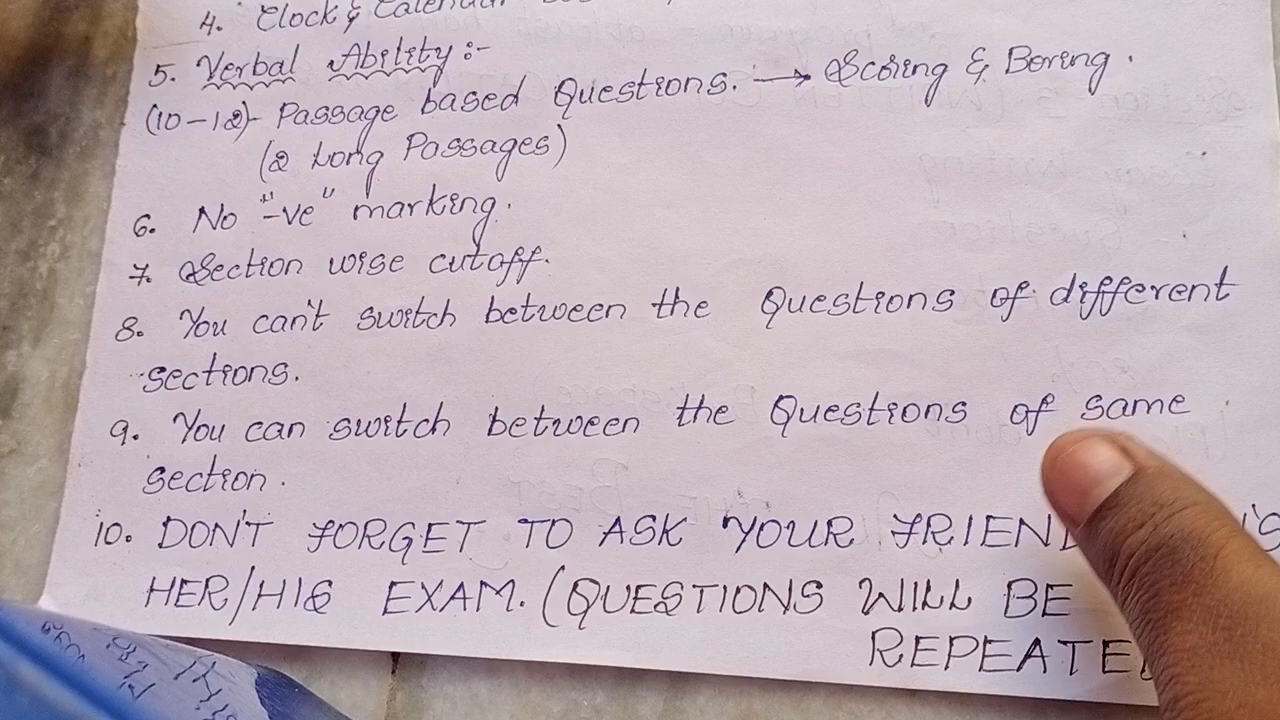 4. Clock & Calendar
5. Verbal Ability :-
(10-12)- Passage based Questions. → Scoring & Boring.
(2 Long Passages)
6. No "-ve" marking.
7. Section wise cutoff.
8. You can't switch between the Questions of different
sections.
9. You can switch between the Questions of same
section.
10. DON'T FORGET TO ASK YOUR FRIEND
HER/HIS EXAM. (QUESTIONS WILL BE
REPEATE